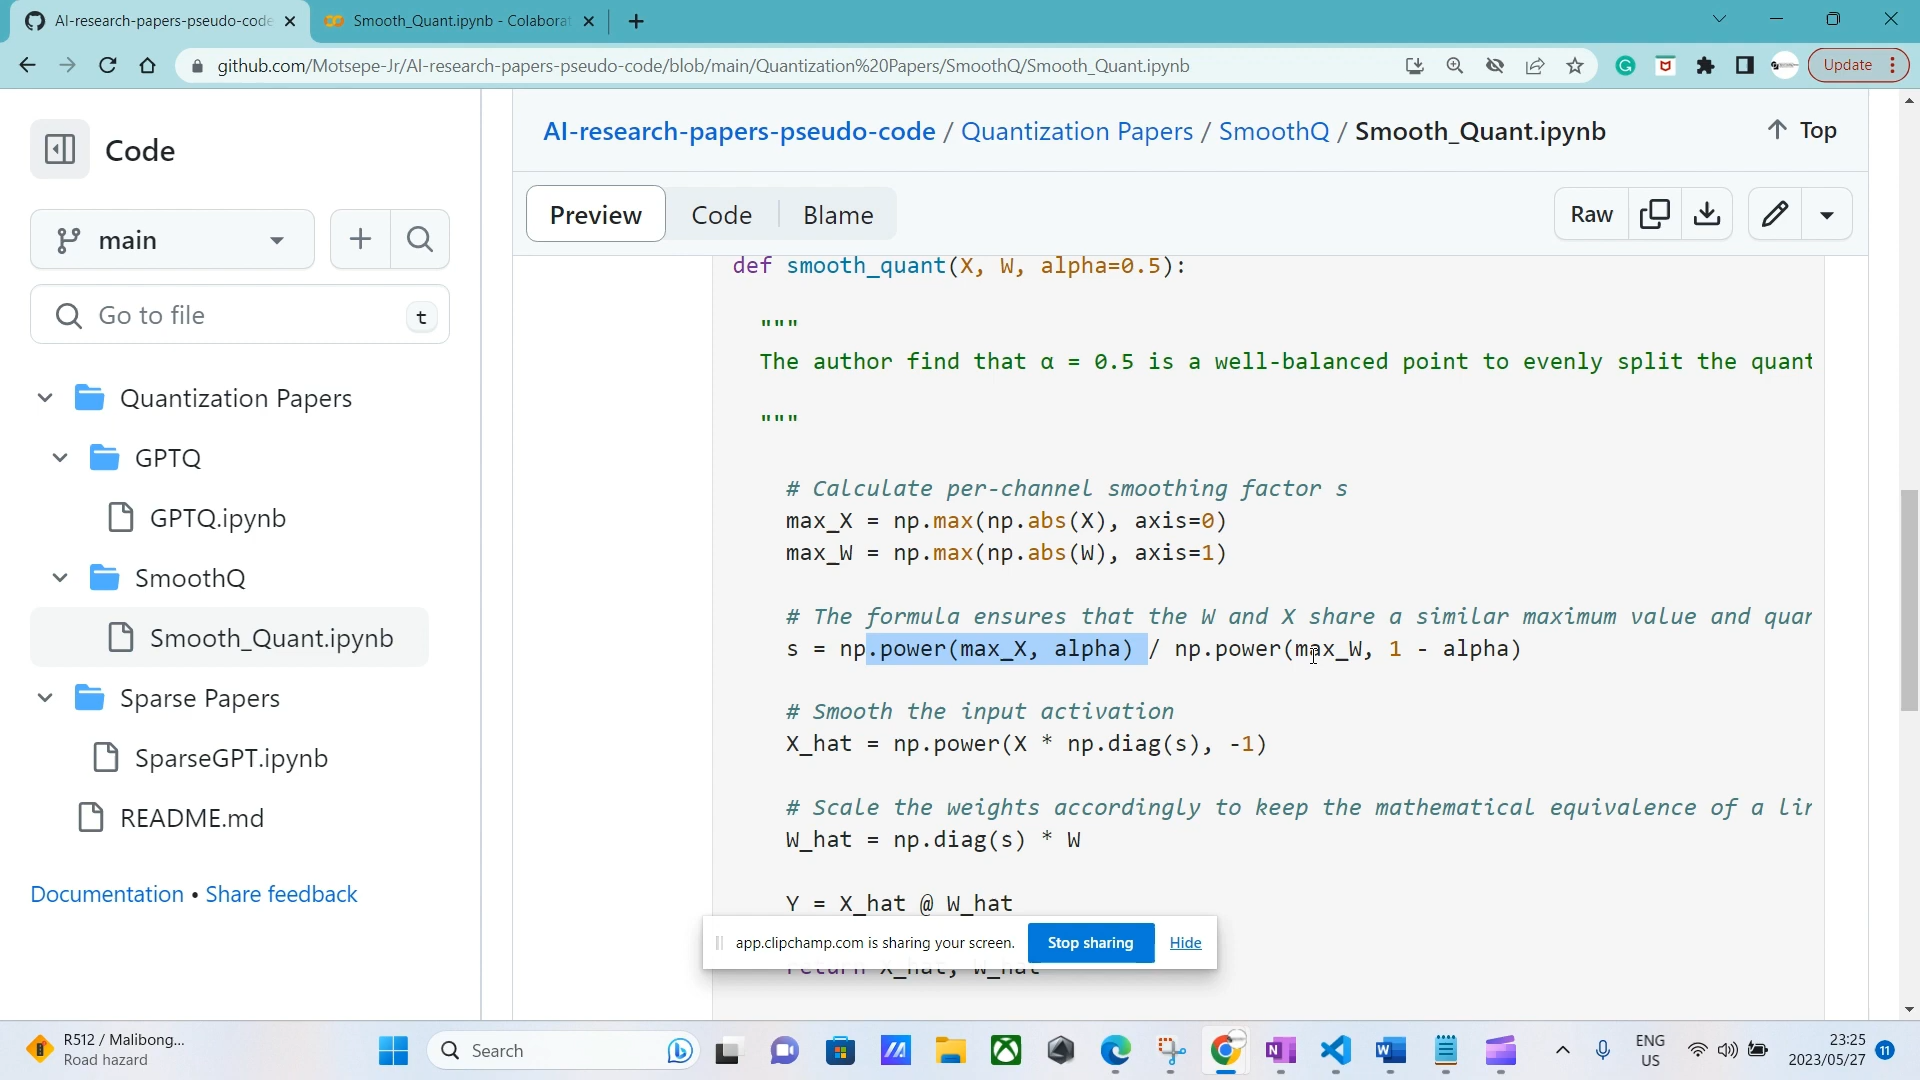 AI-research-papers-pseudo-code
Smooth_Quant.ipynb - Colaborat
github.com/Motsepe-Jr/AI-research-papers-pseudo-code/blob/main/Quantization%20Papers/SmoothQ/Smooth_Quant.ipynb
Update
Code
main
Go to file
t
Quantization Papers
GPTQ
GPTQ.ipynb
SmoothQ
Smooth_Quant.ipynb
Sparse Papers
SparseGPT.ipynb
README.md
Documentation • Share feedback
AI-research-papers-pseudo-code / Quantization Papers / SmoothQ / Smooth_Quant.ipynb
Top
Preview
Code
Blame
Raw
def smooth_quant(X, W, alpha=0.5):
"""
The author find that α = 0.5 is a well-balanced point to evenly split the quant
"""
# Calculate per-channel smoothing factor s
max_X = np.max(np.abs(X), axis=0)
max_W = np.max(np.abs(W), axis=1)
# The formula ensures that the W and X share a similar maximum value and quan
s = np.power(max_X, alpha) / np.power(max_W, 1 - alpha)
# Smooth the input activation
X_hat = np.power(X * np.diag(s), -1)
# Scale the weights accordingly to keep the mathematical equivalence of a lin
W_hat = np.diag(s) * W
Y = X_hat @ W_hat
app.clipchamp.com is sharing your screen.
Stop sharing
Hide
return X_hat, W_hat
R512 / Malibong...
Road hazard
Search
ENG
US
23:25
2023/05/27
11